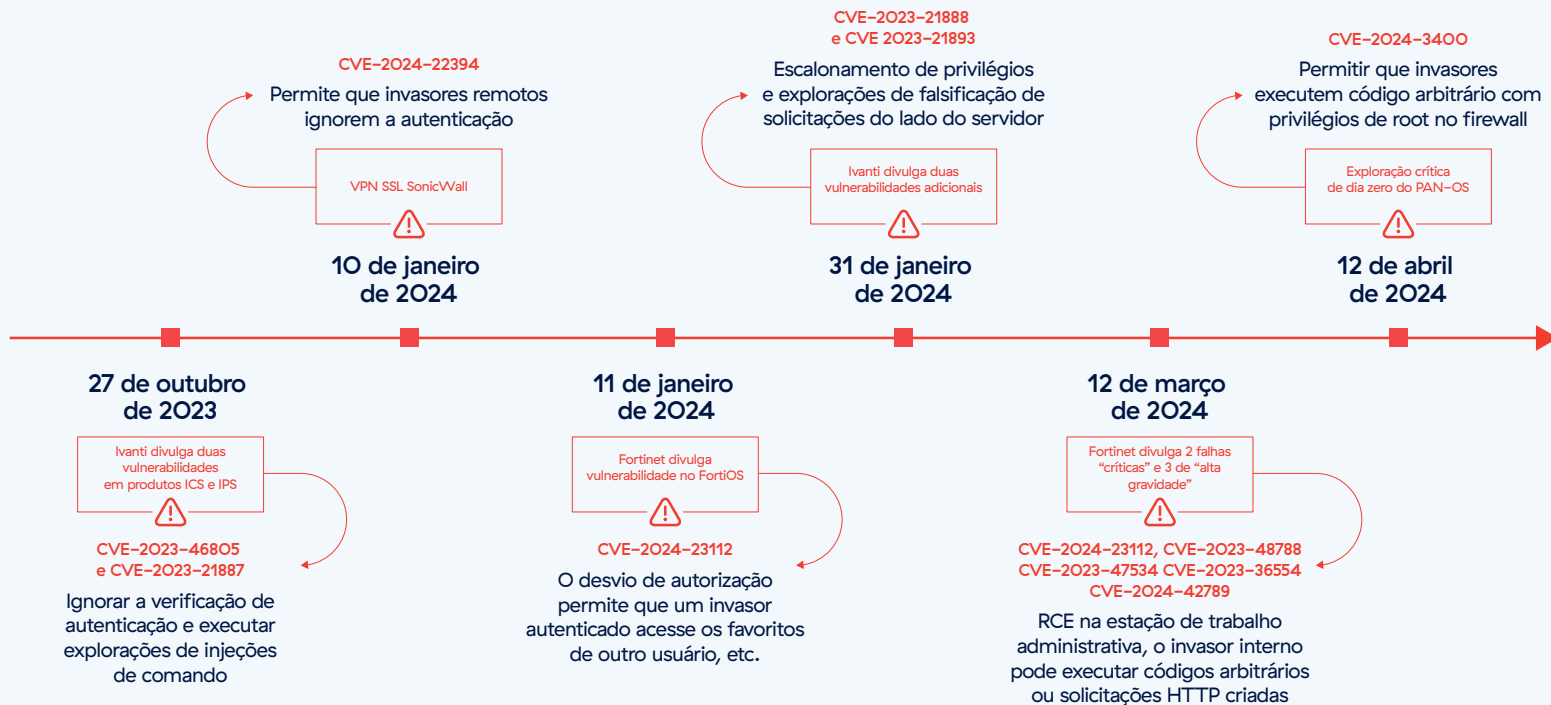 CVE-2024-22394
Permite que invasores remotos
ignorem a autenticação
VPN SSL SonicWall
10 de janeiro
de 2024
CVE-2023-21888
e CVE 2023-21893
Escalonamento de privilégios
e explorações de falsificação de
solicitações do lado do servidor
Ivanti divulga duas
vulnerabilidades adicionais
31 de janeiro
de 2024
CVE-2024-3400
Permitir que invasores
executem código arbitrário com
privilégios de root no firewall
Exploração crítica
de dia zero do PAN-OS
12 de abril
de 2024
27 de outubro
de 2023
Ivanti divulga duas
vulnerabilidades
em produtos ICS e IPS
CVE-2023-46805
e CVE-2023-21887
Ignorar a verificação de
autenticação e executar
explorações de injeções
de comando
11 de janeiro
de 2024
Fortinet divulga
vulnerabilidade no FortiOS
CVE-2024-23112
O desvio de autorização
permite que um invasor
autenticado acesse os favoritos
de outro usuário, etc.
12 de março
de 2024
Fortinet divulga 2 falhas
“críticas” e 3 de “alta
gravidade”
CVE-2024-23112, CVE-2023-48788
CVE-2023-47534 CVE-2023-36554
CVE-2024-42789
RCE na estação de trabalho
administrativa, o invasor interno
pode executar códigos arbitrários
ou solicitações HTTP criadas